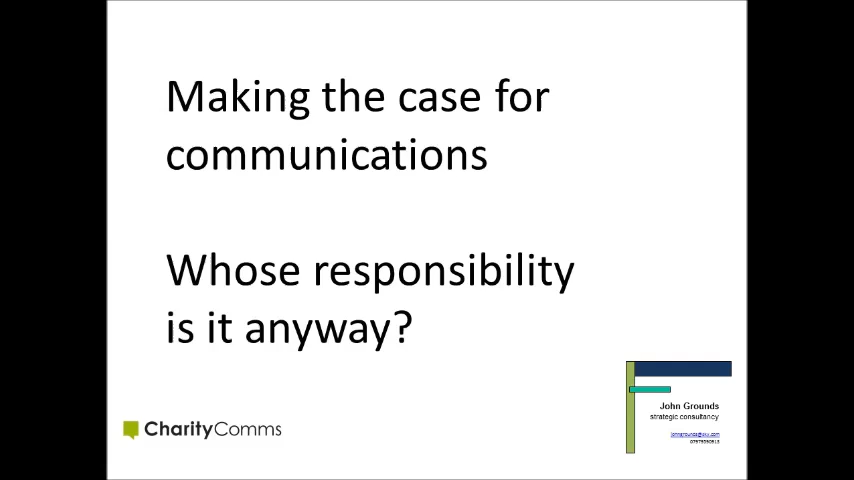 Making the case for
communications
Whose responsibility
is it anyway?
CharityComms
John Grounds
strategic consultancy